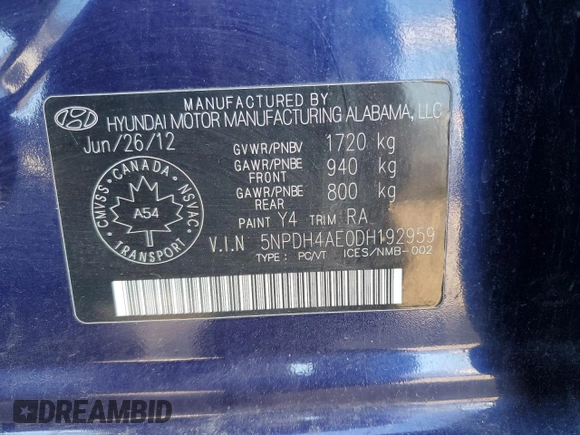 MANUFACTURED BY
HYUNDAI MOTOR MANUFACTURING ALABAMA, LLC
Jun/26/12
GVWR/PNBV 1720 kg
GAWR/PNBE FRONT 940 kg
GAWR/PNBE REAR 800 kg
PAINT Y4 TRIM RA
CANADA
CMVSS
NSVAC
A54
TRANSPORT
V.I.N 5NPDH4AE0DH192959
TYPE: PC/VT ICES/NMB-002
DREAMBID